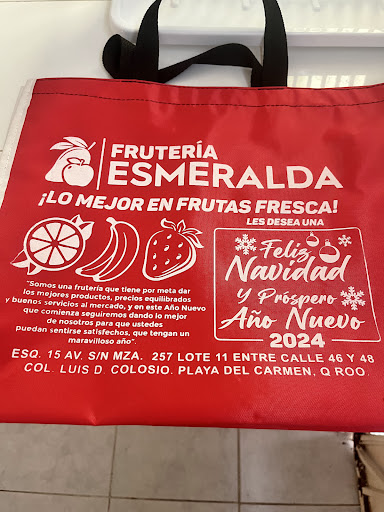 FRUTERÍA
ESMERALDA
¡LO MEJOR EN FRUTAS FRESCA!
LES DESEA UNA
Feliz
Navidad
Y Próspero
Año Nuevo
2024
"Somos una frutería que tiene por meta dar
los mejores productos, precios equilibrados
y buenos servicios al mercado, y en este Año Nuevo
que comienza seguiremos dando lo mejor
de nosotros para que ustedes
puedan sentirse satisfechos, que tengan un
maravilloso año".
ESQ. 15 AV. S/N MZA. 257 LOTE 11 ENTRE CALLE 46 Y 48
COL. LUIS D. COLOSIO. PLAYA DEL CARMEN, Q ROO.